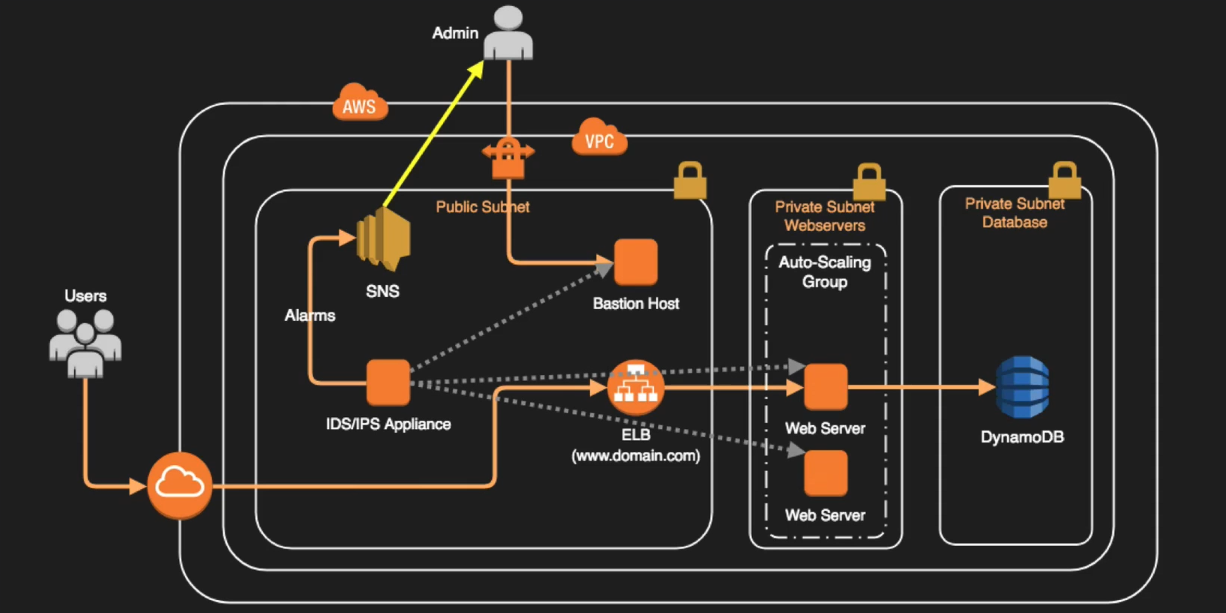 Admin
AWS
VPC
Public Subnet
Private Subnet
Webservers
Private Subnet
Database
Auto-Scaling
Group
SNS
Bastion Host
Users
Alarms
IDS/IPS Appliance
ELB
(www.domain.com)
Web Server
DynamoDB
Web Server